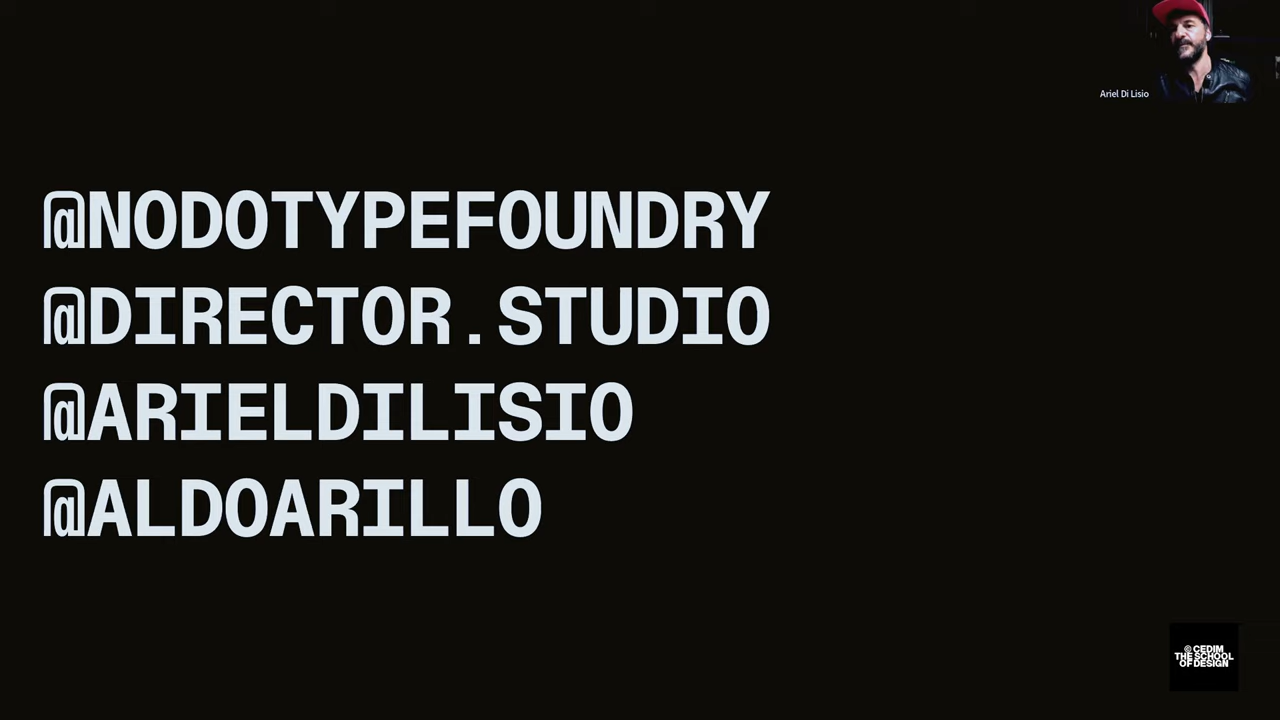 Ariel Di Lisio
@NODOTYPEFOUNDRY
@DIRECTOR.STUDIO
@ARIELDILISIO
@ALDOARILLO
@ CEDIM
THE SCHOOL
OF DESIGN